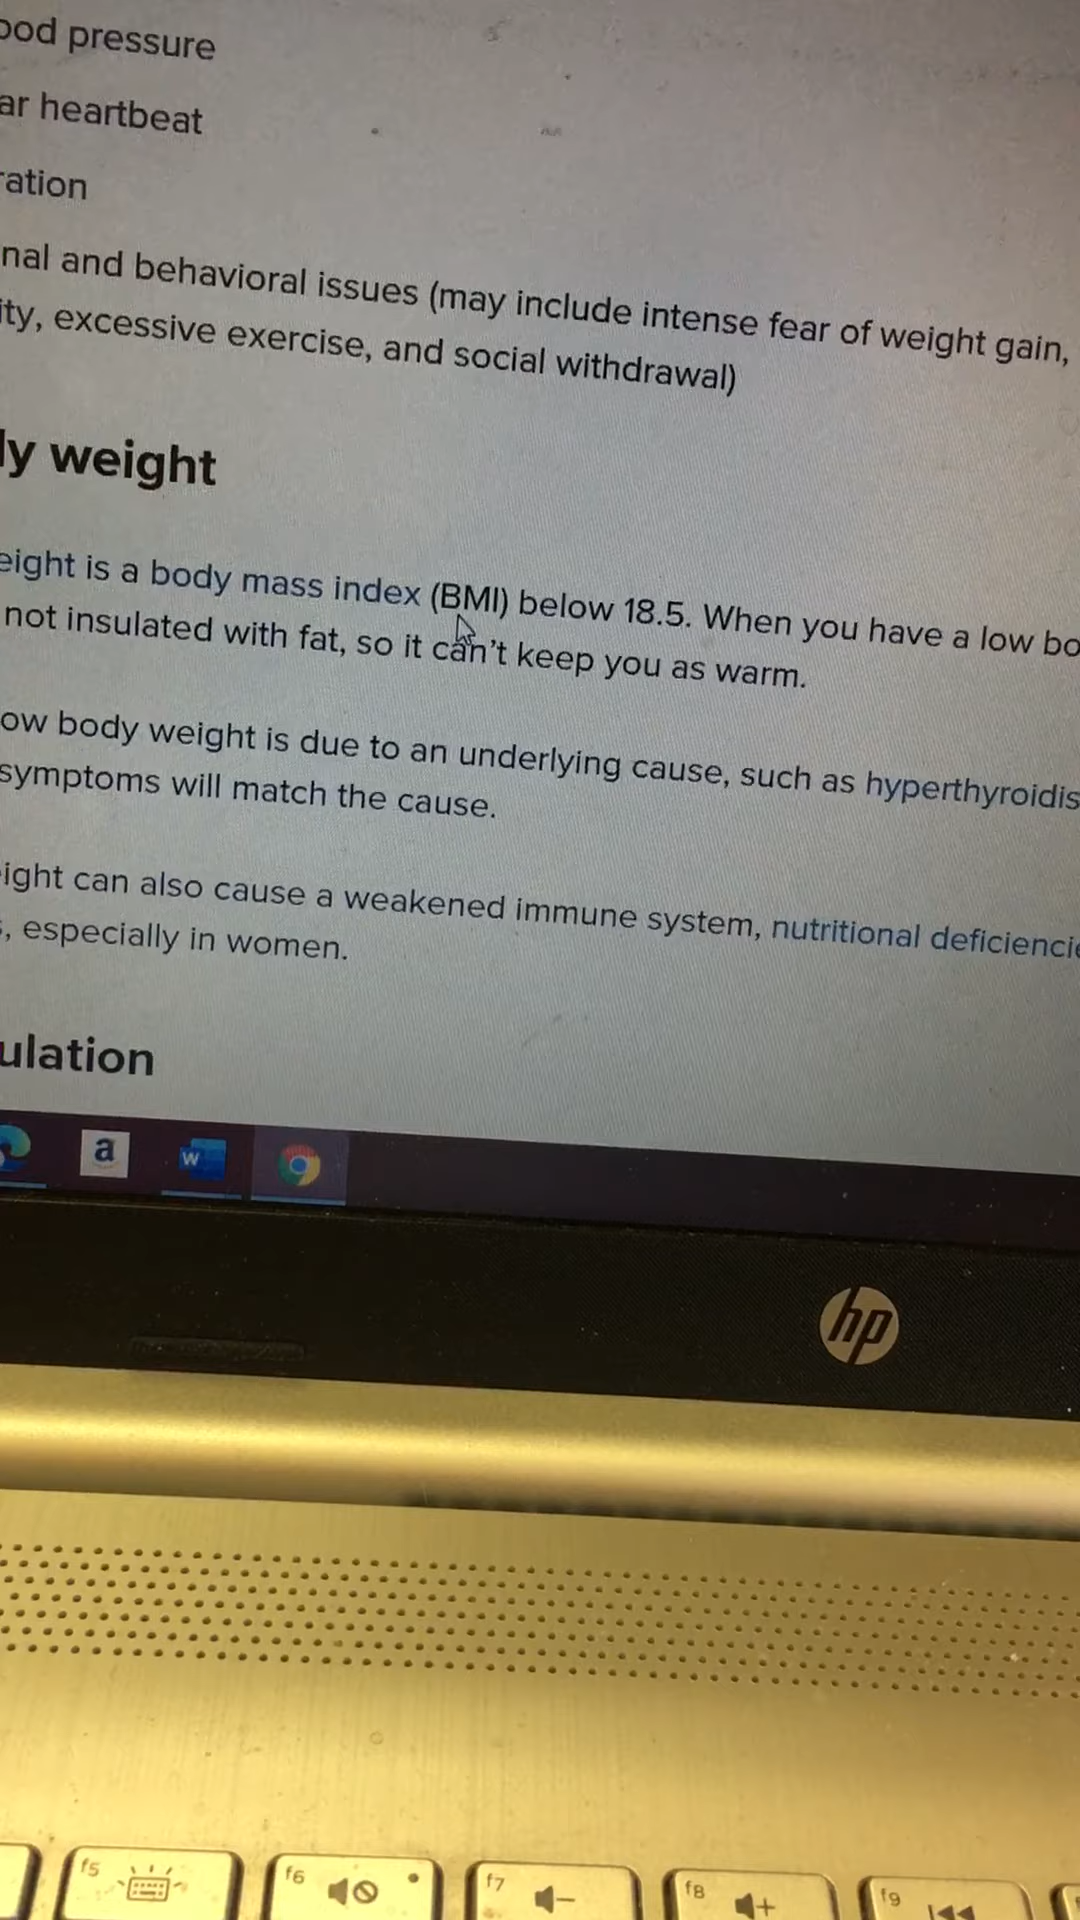 ood pressure
ar heartbeat
ration
nal and behavioral issues (may include intense fear of weight gain,
ity, excessive exercise, and social withdrawal)
ly weight
eight is a body mass index (BMI) below 18.5. When you have a low bo
not insulated with fat, so it can't keep you as warm.
ow body weight is due to an underlying cause, such as hyperthyroidis
symptoms will match the cause.
ight can also cause a weakened immune system, nutritional deficiencie
s, especially in women.
ulation
a
W
hp
f5
f6
f7
f8
f9